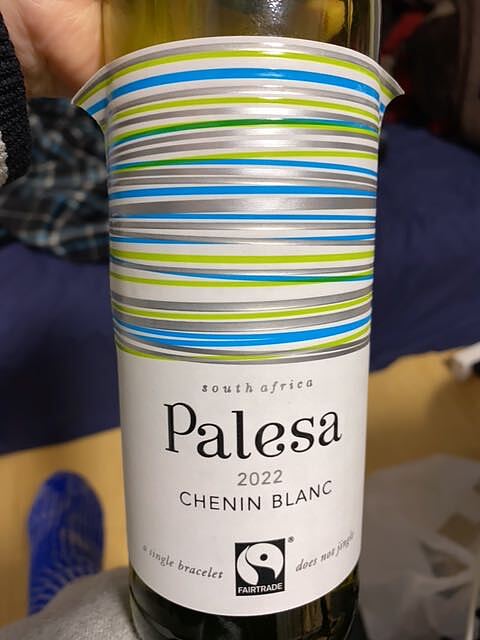 south africa
Palesa
2022
CHENIN BLANC
a single bracelet does not jingle
®
FAIRTRADE